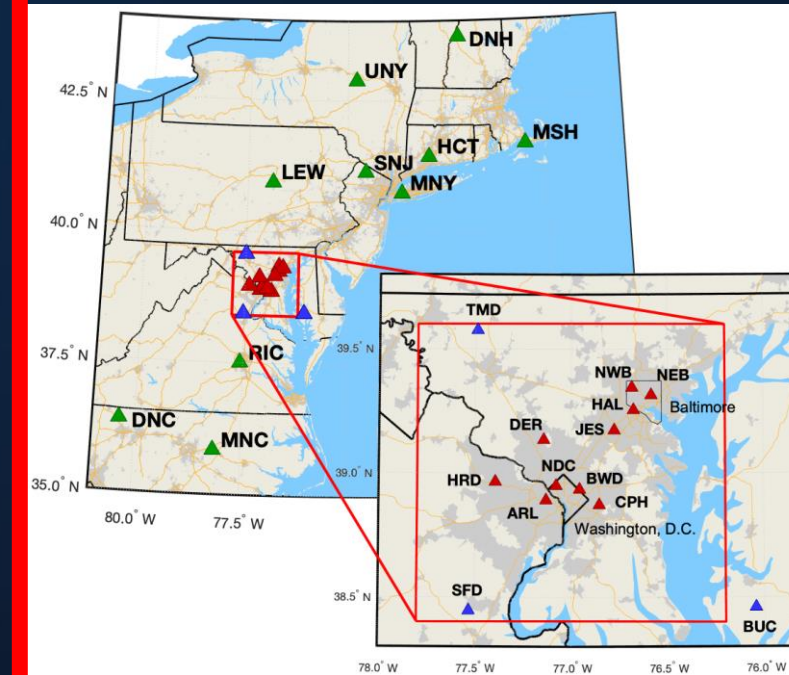 DNH
UNY
42.5° N
MSH
HCT
SNJ
LEW
MNY
40.0° N
TMD
39.5° N
37.5° N
RIC
NWB
NEB
HAL
Baltimore
DER
JES
DNC
MNC
39.0° N
NDC
HRD
BWD
35.0° N
ARL
CPH
80.0° W
77.5° W
Washington, D.C.
38.5° N
SFD
BUC
78.0° W
77.5° W
77.0° W
76.5° W
76.0° W